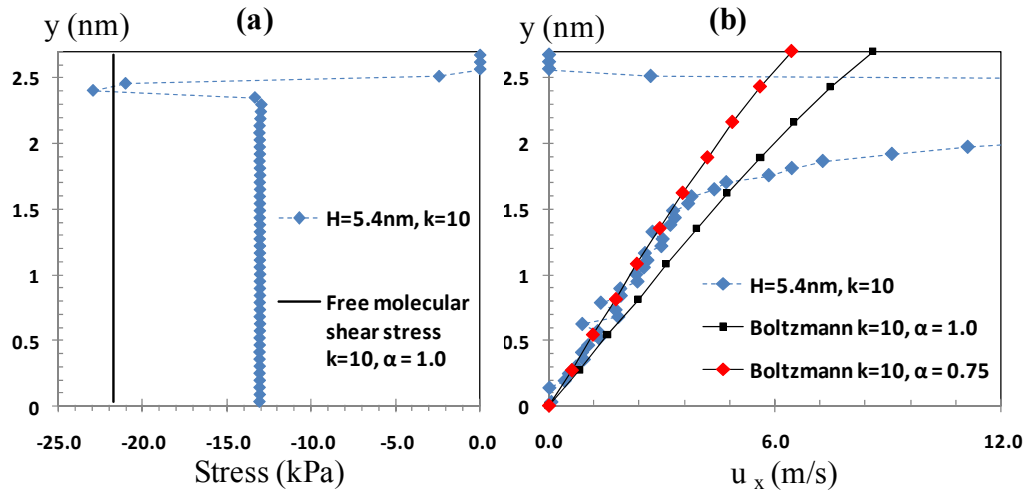 y (nm)
(a)
2.5
2
1.5
1
0.5
0
H=5.4nm, k=10
Free molecular
shear stress
k=10, α = 1.0
-25.0 -20.0 -15.0 -10.0 -5.0 0.0
Stress (kPa)
y (nm)
(b)
2.5
2
1.5
1
0.5
0
H=5.4nm, k=10
Boltzmann k=10, α = 1.0
Boltzmann k=10, α = 0.75
0.0 6.0 12.0
u x (m/s)